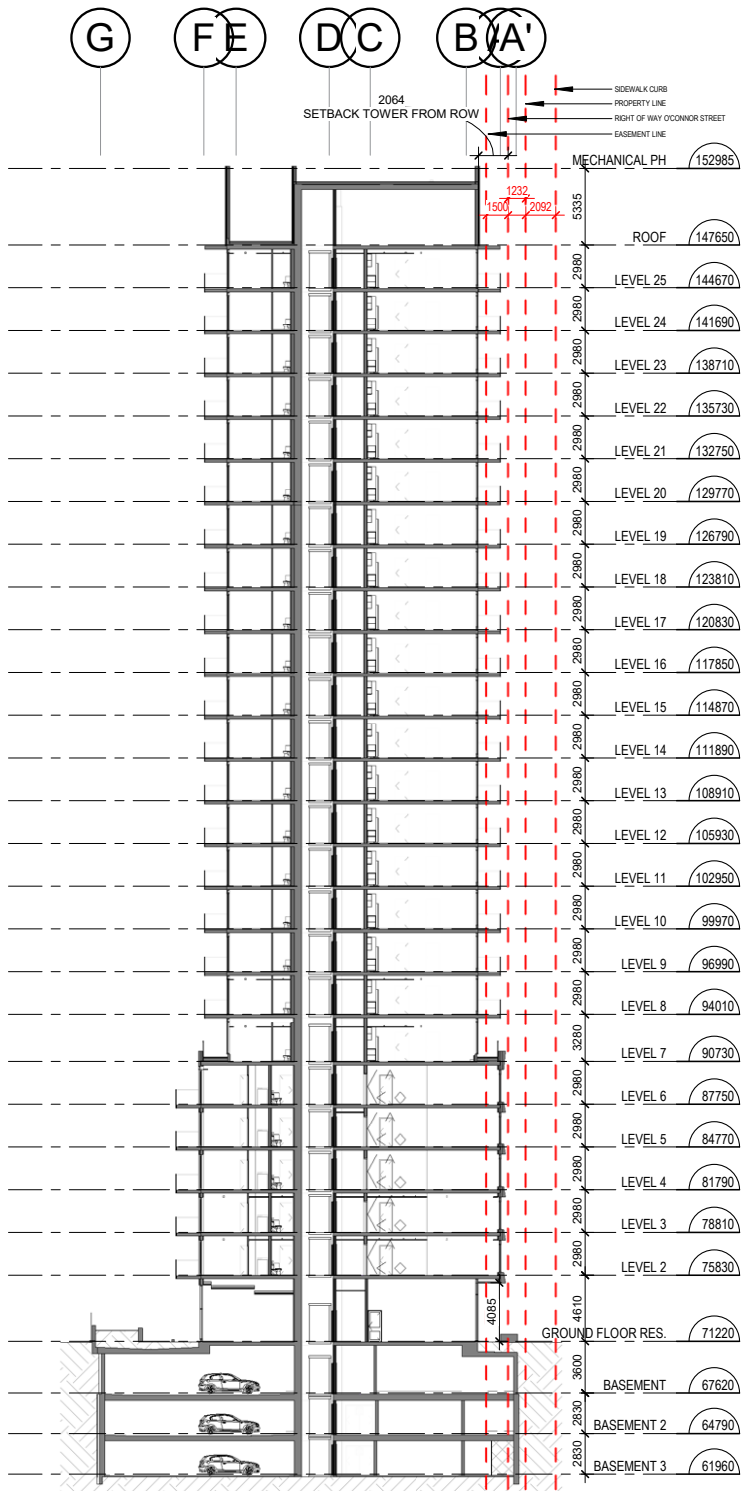 G F E D C B A'
2064
SETBACK TOWER FROM ROW
SIDEWALK CURB
PROPERTY LINE
RIGHT OF WAY O'CONNOR STREET
EASEMENT LINE
MECHANICAL PH 152985
1232
1500 2092
5335
ROOF 147650
2980
LEVEL 25 144670
2980
LEVEL 24 141690
2980
LEVEL 23 138710
2980
LEVEL 22 135730
2980
LEVEL 21 132750
2980
LEVEL 20 129770
2980
LEVEL 19 126790
2980
LEVEL 18 123810
2980
LEVEL 17 120830
2980
LEVEL 16 117850
2980
LEVEL 15 114870
2980
LEVEL 14 111890
2980
LEVEL 13 108910
2980
LEVEL 12 105930
2980
LEVEL 11 102950
2980
LEVEL 10 99970
2980
LEVEL 9 96990
2980
LEVEL 8 94010
3280
LEVEL 7 90730
2980
LEVEL 6 87750
2980
LEVEL 5 84770
2980
LEVEL 4 81790
2980
LEVEL 3 78810
2980
LEVEL 2 75830
4085
4610
GROUND FLOOR RES. 71220
3600
BASEMENT 67620
2830
BASEMENT 2 64790
2830
BASEMENT 3 61960